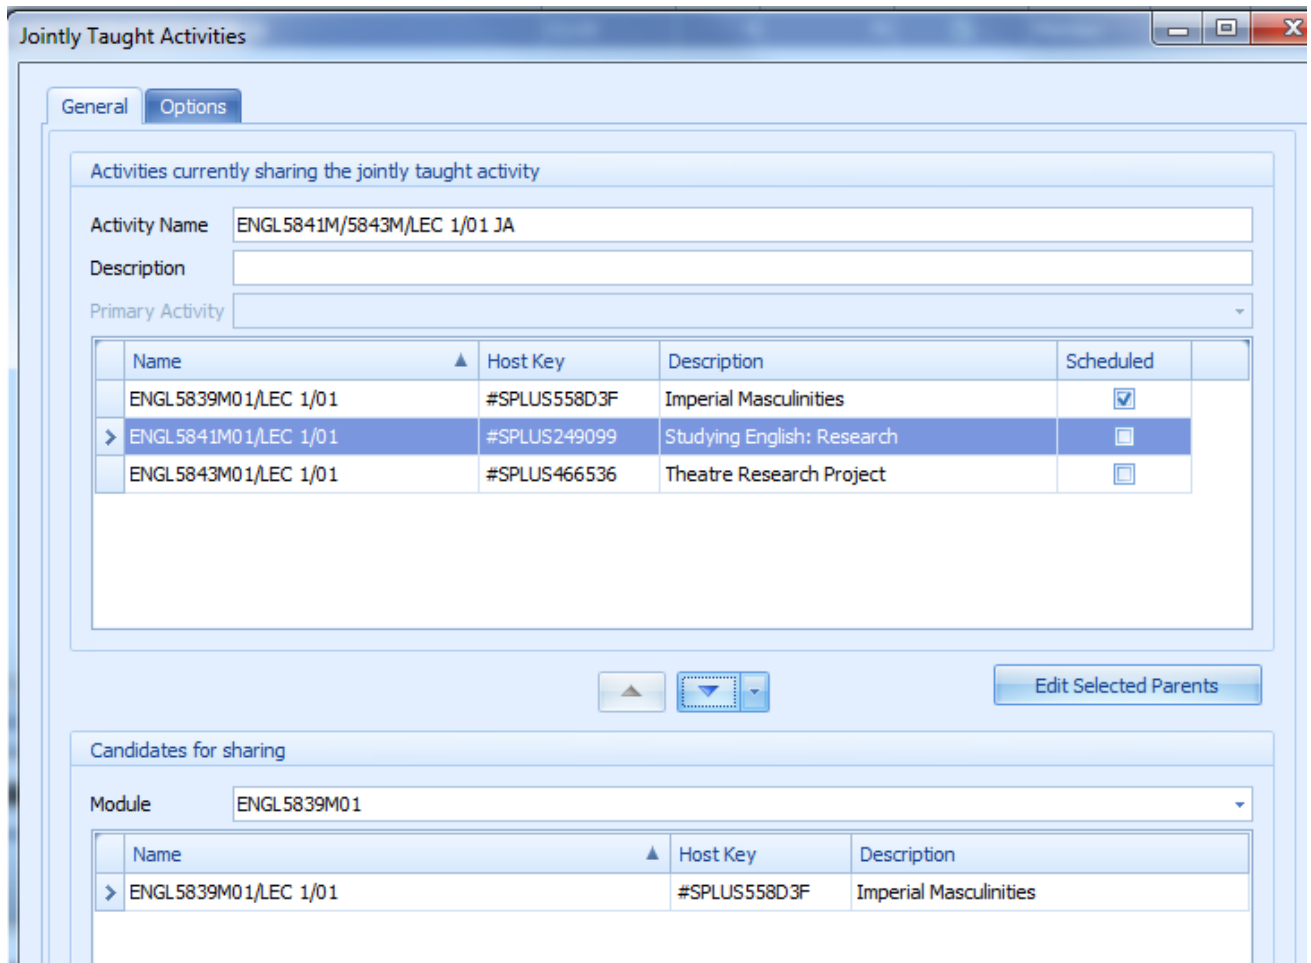 Jointly Taught Activities
General Options
Activities currently sharing the jointly taught activity
Activity Name ENGL5841M/5843M/LEC 1/01 JA
Description
Primary Activity
Name Host Key Description Scheduled
ENGL5839M01/LEC 1/01 #SPLUS558D3F Imperial Masculinities
ENGL5841M01/LEC 1/01 #SPLUS249099 Studying English: Research
ENGL5843M01/LEC 1/01 #SPLUS466536 Theatre Research Project
Edit Selected Parents
Candidates for sharing
Module ENGL5839M01
Name Host Key Description
ENGL5839M01/LEC 1/01 #SPLUS558D3F Imperial Masculinities